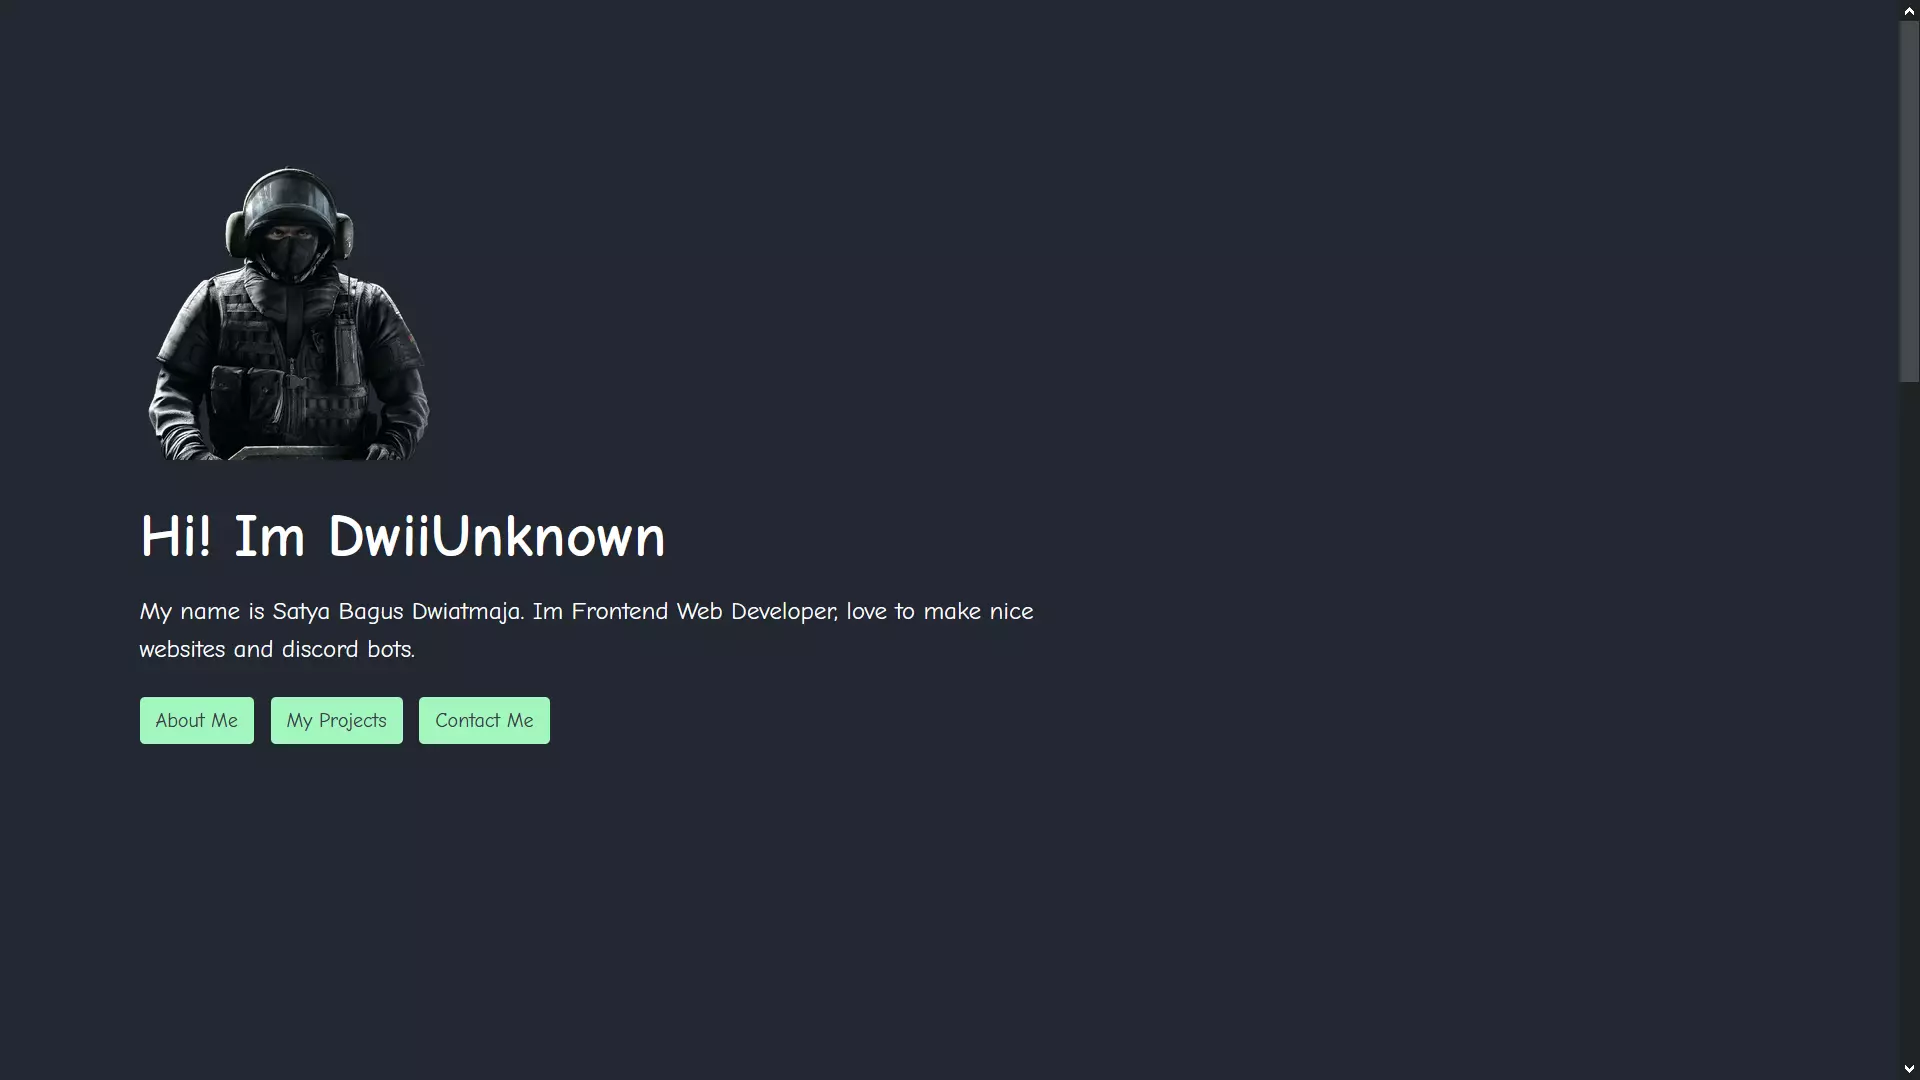 Hi! Im DwiiUnknown
My name is Satya Bagus Dwiatmaja. Im Frontend Web Developer, love to make nice
websites and discord bots.
About Me
My Projects
Contact Me